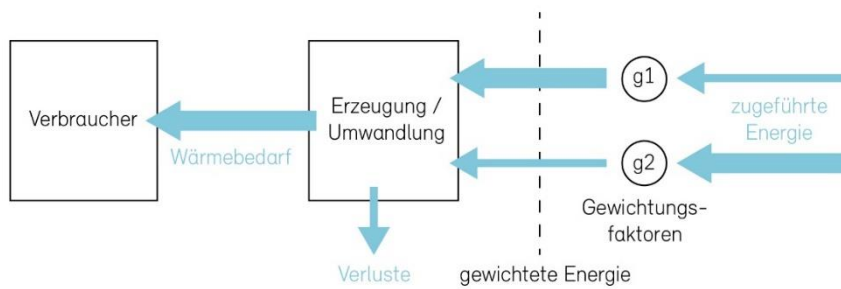 Verbraucher
Wärmebedarf
Erzeugung /
Umwandlung
Verluste
gewichtete Energie
g1
g2
Gewichtungs-
faktoren
zugeführte
Energie